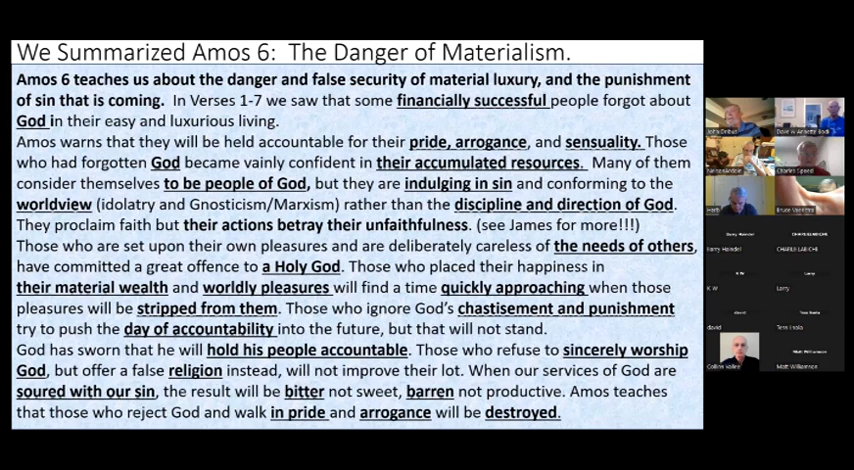 We Summarized Amos 6: The Danger of Materialism.
Amos 6 teaches us about the danger and false security of material luxury, and the punishment
of sin that is coming. In Verses 1-7 we saw that some financially successful people forgot about
God in their easy and luxurious living.
Amos warns that they will be held accountable for their pride, arrogance, and sensuality. Those
who had forgotten God became vainly confident in their accumulated resources. Many of them
consider themselves to be people of God, but they are indulging in sin and conforming to the
worldview (idolatry and Gnosticism/Marxism) rather than the discipline and direction of God.
They proclaim faith but their actions betray their unfaithfulness. (see James for more!!!)
Those who are set upon their own pleasures and are deliberately careless of the needs of others,
have committed a great offence to a Holy God. Those who placed their happiness in
their material wealth and worldly pleasures will find a time quickly approaching when those
pleasures will be stripped from them. Those who ignore God's chastisement and punishment
try to push the day of accountability into the future, but that will not stand.
God has sworn that he will hold his people accountable. Those who refuse to sincerely worship
God, but offer a false religion instead, will not improve their lot. When our services of God are
soured with our sin, the result will be bitter not sweet, barren not productive. Amos teaches
that those who reject God and walk in pride and arrogance will be destroyed.
Charles Speed
Herb
Harry Haindel
CHARLIE LABICHE
K W
Larry
david
Matt Williamson